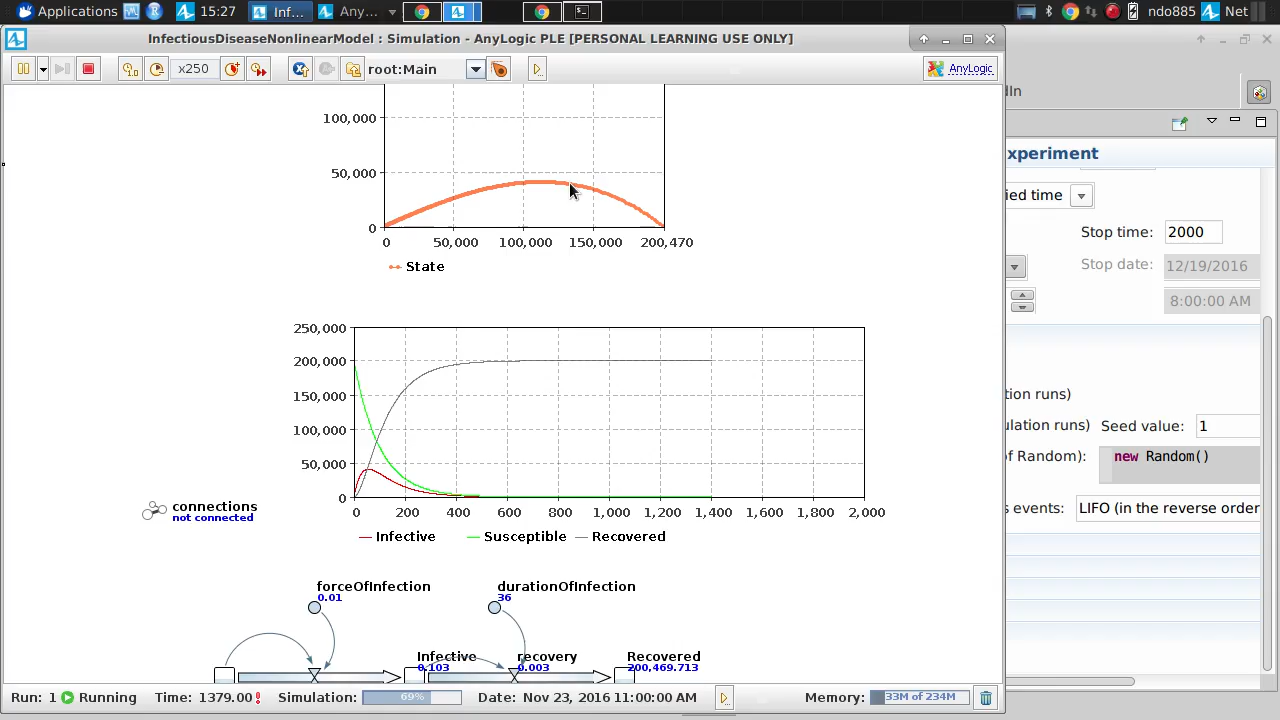 Applications 15:27 Inf... Any... ndo885 Net
InfectiousDiseaseNonlinearModel : Simulation - AnyLogic PLE [PERSONAL LEARNING USE ONLY]
x250 root:Main AnyLogic
100,000
50,000
0
0 50,000 100,000 150,000 200,470
State
250,000
200,000
150,000
100,000
50,000
0
0 200 400 600 800 1,000 1,200 1,400 1,600 1,800 2,000
Infective Susceptible Recovered
connections
not connected
forceOfInfection
0.01
durationOfInfection
36
Infective
0.103
recovery
0.003
Recovered
200,469.713
Run: 1 Running Time: 1379.00 Simulation: 69% Date: Nov 23, 2016 11:00:00 AM Memory: 33M of 234M
In
xperiment
ied time
Stop time: 2000
Stop date: 12/19/2016
8:00:00 AM
tion runs)
ulation runs) Seed value: 1
of Random): new Random()
s events: LIFO (in the reverse order